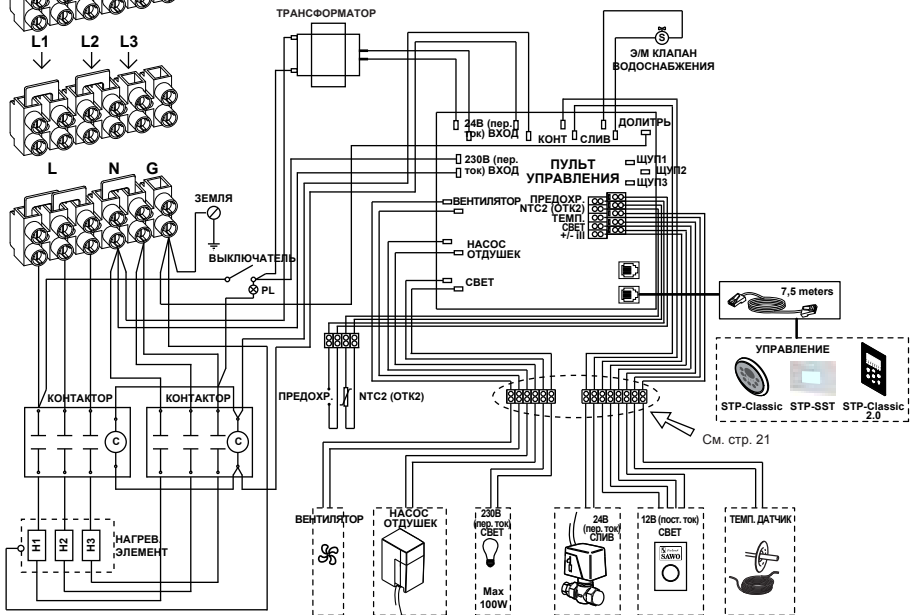 ТРАНСФОРМАТОР
L1 L2 L3
S
Э/М КЛАПАН
ВОДОСНАБЖЕНИЯ
24В (пер.
ток) ВХОД
КОНТ СЛИВ
ДОЛИТРЬ
230В (пер.
ток) ВХОД
ПУЛЬТ
УПРАВЛЕНИЯ
ЩУП1
ЩУП2
ЩУП3
L N G
ЗЕМЛЯ
ВЕНТИЛЯТОР
ПРЕДОХР.
NTC2 (ОТК2)
ТЕМП.
СВЕТ
+/- III
ВЫКЛЮЧАТЕЛЬ
НАСОС
ОТДУШЕК
PL
СВЕТ
7,5 meters
УПРАВЛЕНИЕ
STP-Classic STP-SST STP-Classic
2.0
ПРЕДОХР. NTC2 (ОТК2)
КОНТАКТОР КОНТАКТОР
C C
См. стр. 21
ВЕНТИЛЯТОР
НАСОС
ОТДУШЕК
230В
(пер. ток)
СВЕТ
Max
100W
24В
(пер. ток)
СЛИВ
12В (пост. ток)
СВЕТ
SAWO
ТЕМП. ДАТЧИК
H1 H2 H3
НАГРЕВ.
ЭЛЕМЕНТ